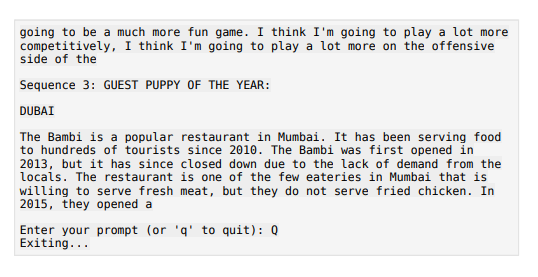 going to be a much more fun game. I think I'm going to play a lot more
competitively, I think I'm going to play a lot more on the offensive
side of the
Sequence 3: GUEST PUPPY OF THE YEAR:
DUBAI
The Bambi is a popular restaurant in Mumbai. It has been serving food
to hundreds of tourists since 2010. The Bambi was first opened in
2013, but it has since closed down due to the lack of demand from the
locals. The restaurant is one of the few eateries in Mumbai that is
willing to serve fresh meat, but they do not serve fried chicken. In
2015, they opened a
Enter your prompt (or 'q' to quit): Q
Exiting...